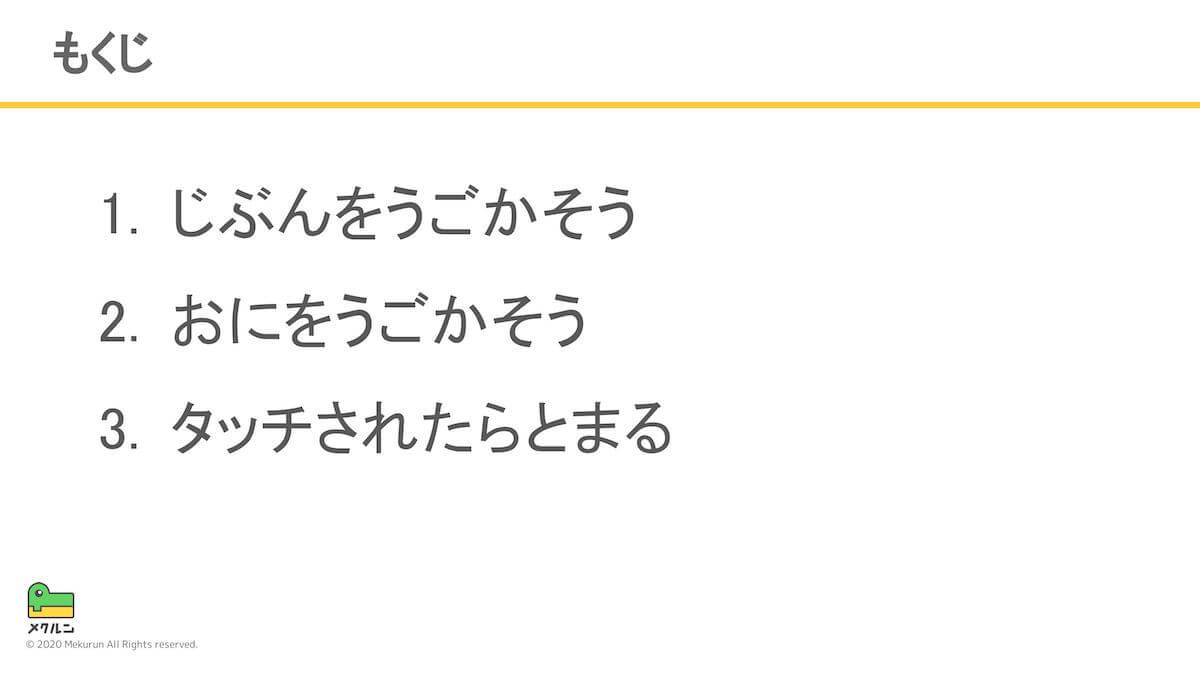 もくじ
1. じぶんをうごかそう
2. おにをうごかそう
3. タッチされたらとまる
メクルン
© 2020 Mekurun All Rights reserved.